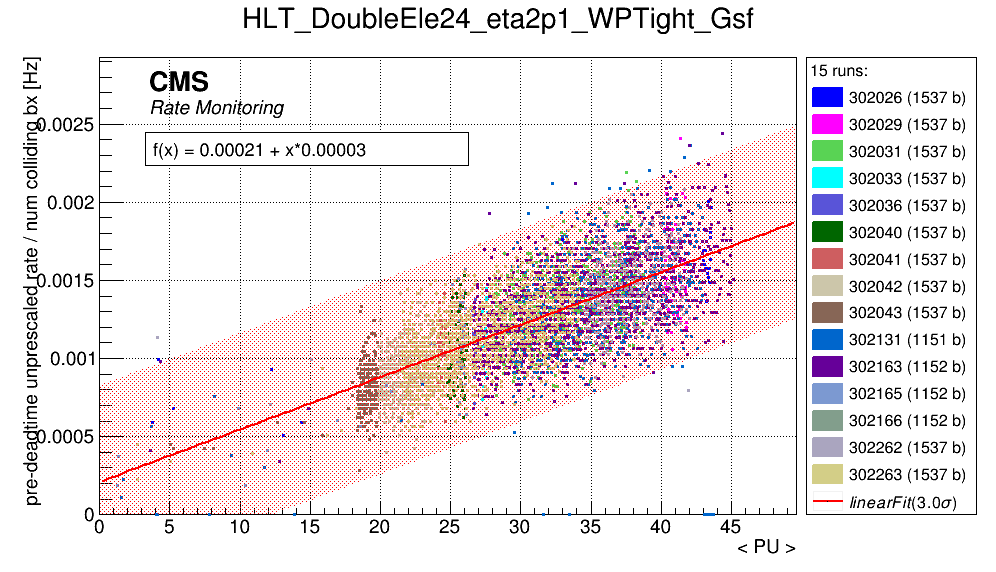 HLT_DoubleEle24_eta2p1_WPTight_Gsf
pre-deadtime unprescaled rate / num colliding bx [Hz]
CMS
Rate Monitoring
f(x) = 0.00021 + x*0.00003
0.0025
0.002
0.0015
0.001
0.0005
0
0 5 10 15 20 25 30 35 40 45
< PU >
15 runs:
302026 (1537 b)
302029 (1537 b)
302031 (1537 b)
302033 (1537 b)
302036 (1537 b)
302040 (1537 b)
302041 (1537 b)
302042 (1537 b)
302043 (1537 b)
302131 (1151 b)
302163 (1152 b)
302165 (1152 b)
302166 (1152 b)
302262 (1537 b)
302263 (1537 b)
linearFit(3.0σ)